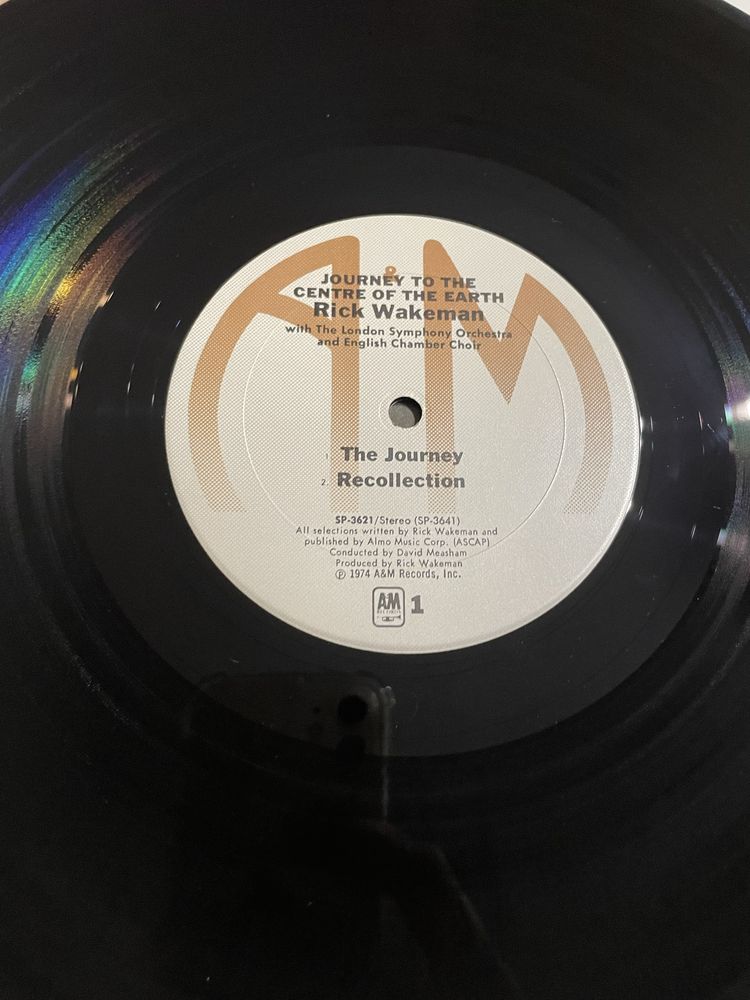 A&M
JOURNEY TO THE
CENTRE OF THE EARTH
Rick Wakeman
with The London Symphony Orchestra
and English Chamber Choir
1. The Journey
2. Recollection
SP-3621/Stereo (SP-3641)
All selections written by Rick Wakeman and
published by Almo Music Corp. (ASCAP)
Conducted by David Measham
Produced by Rick Wakeman
℗ 1974 A&M Records, Inc.
A&M
RECORDS
1